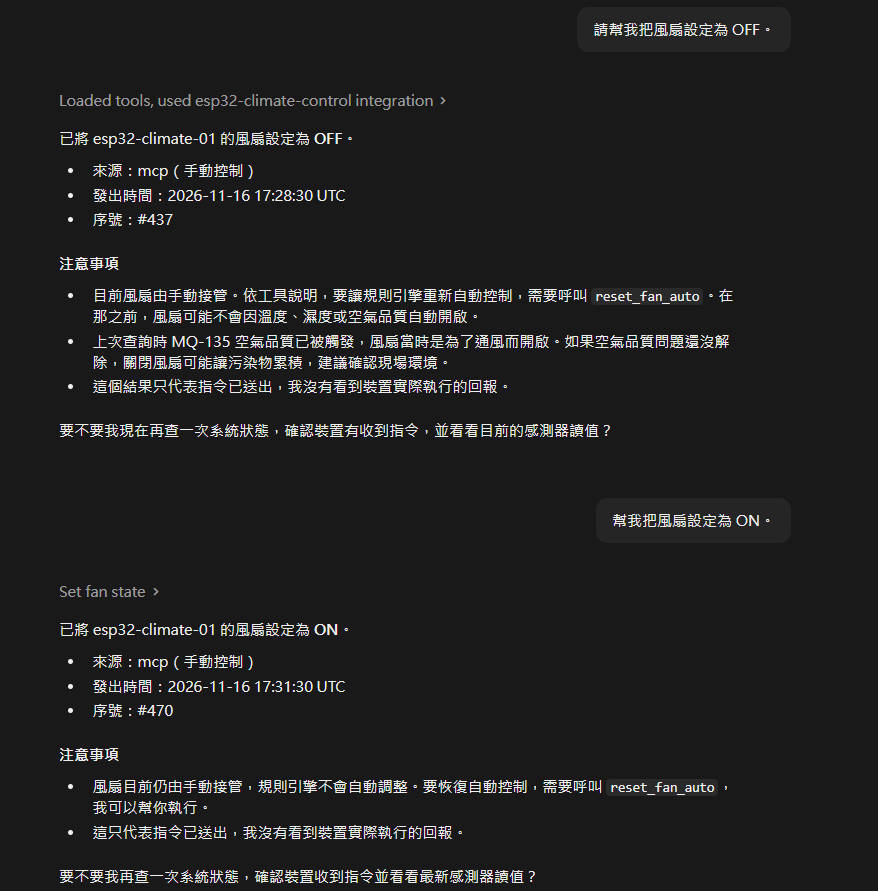 請幫我把風扇設定為 OFF。
Loaded tools, used esp32-climate-control integration >
已將 esp32-climate-01 的風扇設定為 OFF。
• 來源：mcp（手動控制）
• 發出時間：2026-11-16 17:28:30 UTC
• 序號：#437
注意事項
• 目前風扇由手動接管。依工具說明，要讓規則引擎重新自動控制，需要呼叫 reset_fan_auto。在
那之前，風扇可能不會因溫度、濕度或空氣品質自動開啟。
• 上次查詢時 MQ-135 空氣品質已被觸發，風扇當時是為了通風而開啟。如果空氣品質問題還沒解
除，關閉風扇可能讓污染物累積，建議確認現場環境。
• 這個結果只代表指令已送出，我沒有看到裝置實際執行的回報。
要不要我現在再查一次系統狀態，確認裝置有收到指令，並看看目前的感測器讀值？
幫我把風扇設定為 ON。
Set fan state >
已將 esp32-climate-01 的風扇設定為 ON。
• 來源：mcp（手動控制）
• 發出時間：2026-11-16 17:31:30 UTC
• 序號：#470
注意事項
• 風扇目前仍由手動接管，規則引擎不會自動調整。要恢復自動控制，需要呼叫 reset_fan_auto，
我可以幫你執行。
• 這只代表指令已送出，我沒有看到裝置實際執行的回報。
要不要我再查一次系統狀態，確認裝置收到指令並看看最新感測器讀值？